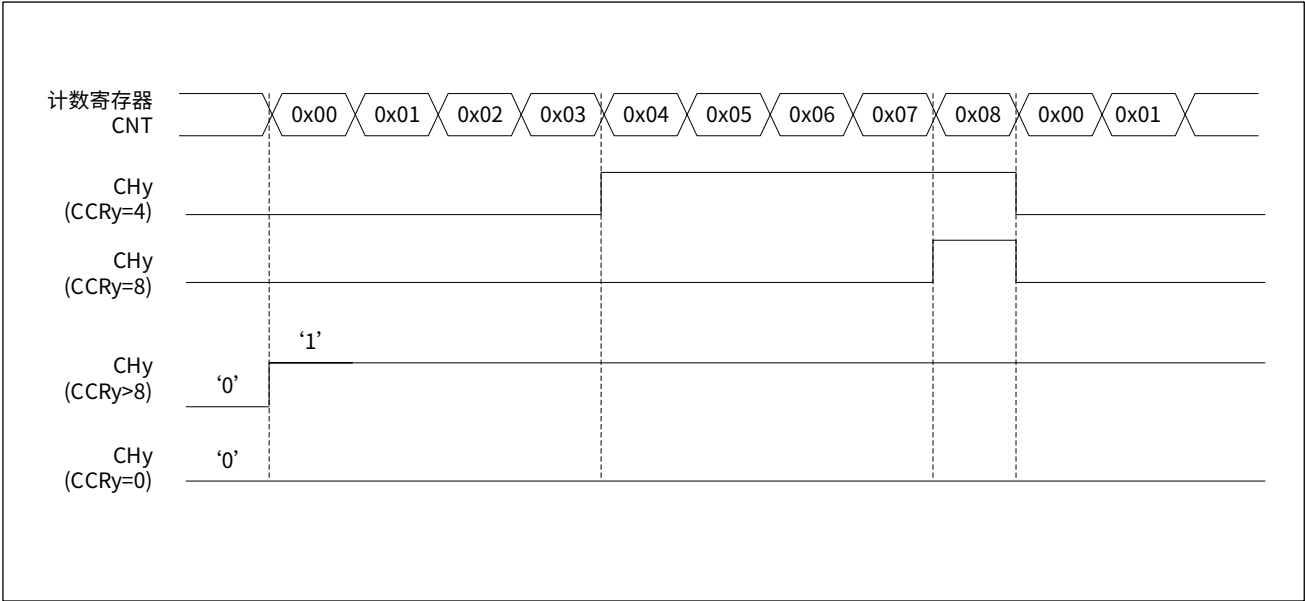 计数寄存器
CNT
0x00 0x01 0x02 0x03 0x04 0x05 0x06 0x07 0x08 0x00 0x01
CHy
(CCRy=4)
CHy
(CCRy=8)
‘1’
CHy
(CCRy>8)
‘0’
CHy
(CCRy=0)
‘0’